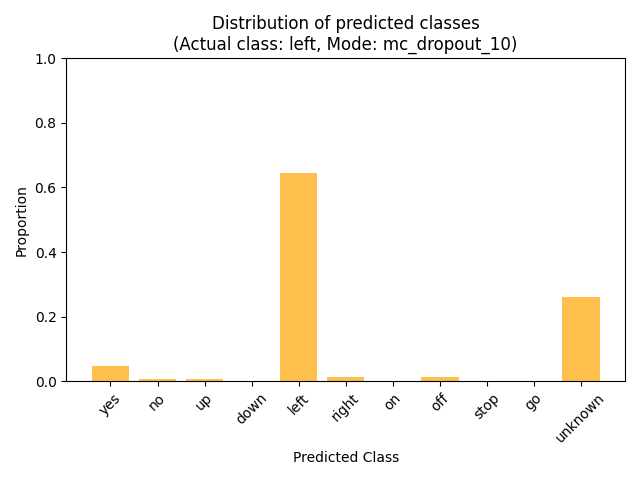 Distribution of predicted classes
(Actual class: left, Mode: mc_dropout_10)
1.0
0.8
0.6
0.4
0.2
0.0
Proportion
yes
no
up
down
left
right
on
off
stop
go
unknown
Predicted Class